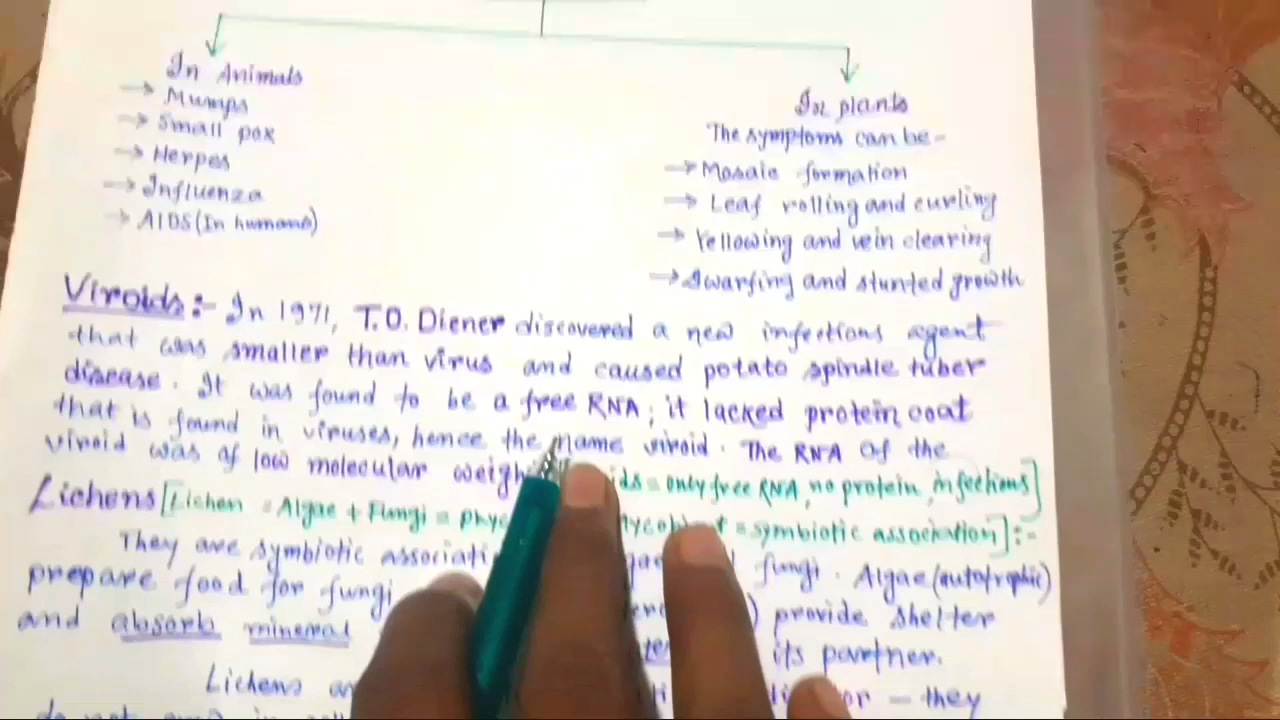 In Animals
→ Mumps
→ Small pox
→ Herpes
→ Influenza
→ AIDS (In humans)
In plants
The symptoms can be-
→ Mosaic formation
→ Leaf rolling and curling
→ Yellowing and vein clearing
→ Dwarfing and stunted growth
Viroids:- In 1971, T.O. Diener discovered a new infectious agent
that was smaller than virus and caused potato spindle tuber
disease. It was found to be a free RNA; it lacked protein coat
that is found in viruses, hence the name viroid. The RNA of the
viroid was of low molecular = only free RNA, no protein, infectious]
Lichens [Lichen = Algae + Fungi = = symbiotic association]:-
They are symbiotic fungi. Algae (autotrophic)
prepare food for fungi provide shelter
and absorb mineral its partner.
Lichens — they